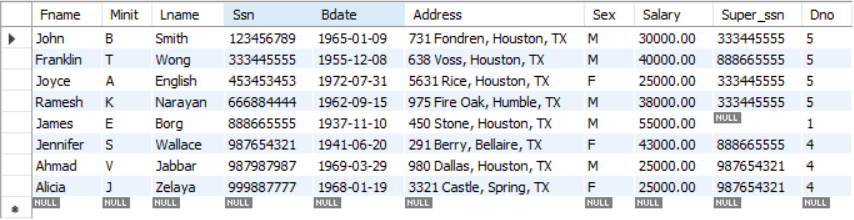 Fname Minit Lname Ssn Bdate Address Sex Salary Super_ssn Dno
John B Smith 123456789 1965-01-09 731 Fondren, Houston, TX M 30000.00 333445555 5
Franklin T Wong 333445555 1955-12-08 638 Voss, Houston, TX M 40000.00 888665555 5
Joyce A English 453453453 1972-07-31 5631 Rice, Houston, TX F 25000.00 333445555 5
Ramesh K Narayan 666884444 1962-09-15 975 Fire Oak, Humble, TX M 38000.00 333445555 5
James E Borg 888665555 1937-11-10 450 Stone, Houston, TX M 55000.00 NULL 1
Jennifer S Wallace 987654321 1941-06-20 291 Berry, Bellaire, TX F 43000.00 888665555 4
Ahmad V Jabbar 987987987 1969-03-29 980 Dallas, Houston, TX M 25000.00 987654321 4
Alicia J Zelaya 999887777 1968-01-19 3321 Castle, Spring, TX F 25000.00 987654321 4
NULL NULL NULL NULL NULL NULL NULL NULL NULL NULL